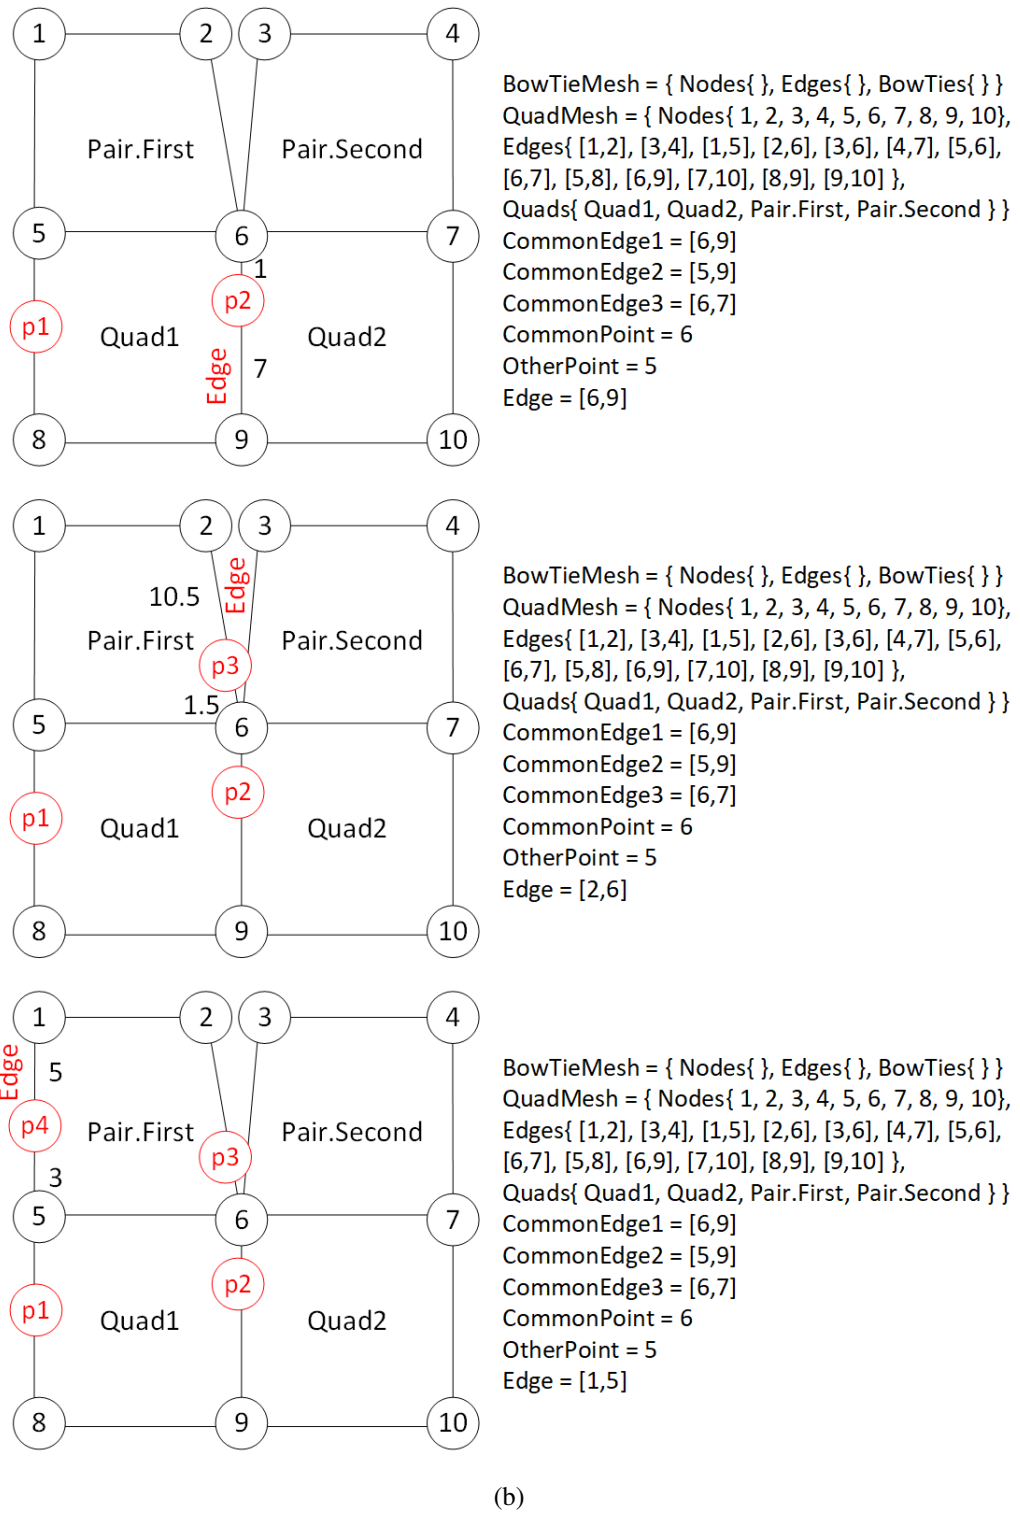 1 2 3 4
Pair.First Pair.Second
5 6 7
1
p1 p2
Quad1 Quad2
Edge 7
8 9 10
BowTieMesh = { Nodes{ }, Edges{ }, BowTies{ } }
QuadMesh = { Nodes{ 1, 2, 3, 4, 5, 6, 7, 8, 9, 10},
Edges{ [1,2], [3,4], [1,5], [2,6], [3,6], [4,7], [5,6],
[6,7], [5,8], [6,9], [7,10], [8,9], [9,10] },
Quads{ Quad1, Quad2, Pair.First, Pair.Second } }
CommonEdge1 = [6,9]
CommonEdge2 = [5,9]
CommonEdge3 = [6,7]
CommonPoint = 6
OtherPoint = 5
Edge = [6,9]
1 2 3 4
Edge
10.5
Pair.First Pair.Second
p3
1.5
5 6 7
p1 p2
Quad1 Quad2
8 9 10
BowTieMesh = { Nodes{ }, Edges{ }, BowTies{ } }
QuadMesh = { Nodes{ 1, 2, 3, 4, 5, 6, 7, 8, 9, 10},
Edges{ [1,2], [3,4], [1,5], [2,6], [3,6], [4,7], [5,6],
[6,7], [5,8], [6,9], [7,10], [8,9], [9,10] },
Quads{ Quad1, Quad2, Pair.First, Pair.Second } }
CommonEdge1 = [6,9]
CommonEdge2 = [5,9]
CommonEdge3 = [6,7]
CommonPoint = 6
OtherPoint = 5
Edge = [2,6]
1 2 3 4
Edge 5
p4 Pair.First Pair.Second
p3
3
5 6 7
p1 p2
Quad1 Quad2
8 9 10
BowTieMesh = { Nodes{ }, Edges{ }, BowTies{ } }
QuadMesh = { Nodes{ 1, 2, 3, 4, 5, 6, 7, 8, 9, 10},
Edges{ [1,2], [3,4], [1,5], [2,6], [3,6], [4,7], [5,6],
[6,7], [5,8], [6,9], [7,10], [8,9], [9,10] },
Quads{ Quad1, Quad2, Pair.First, Pair.Second } }
CommonEdge1 = [6,9]
CommonEdge2 = [5,9]
CommonEdge3 = [6,7]
CommonPoint = 6
OtherPoint = 5
Edge = [1,5]
(b)